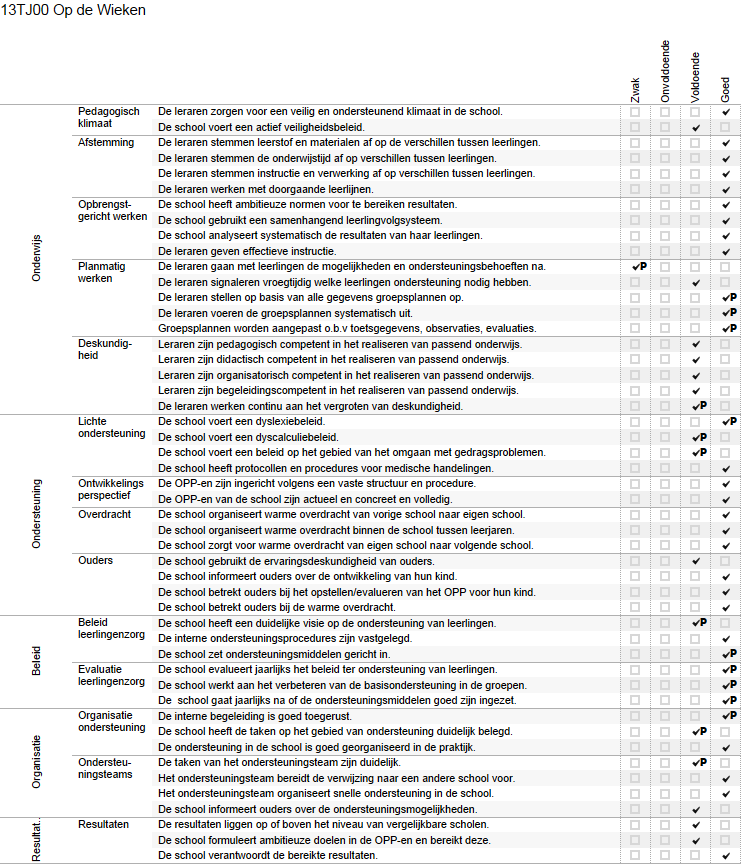 13TJ00 Op de Wieken
Zwak
Onvoldoende
Voldoende
Goed
Onderwijs
Pedagogisch klimaat
De leraren zorgen voor een veilig en ondersteunend klimaat in de school.
De school voert een actief veiligheidsbeleid.
Afstemming
De leraren stemmen leerstof en materialen af op de verschillen tussen leerlingen.
De leraren stemmen de onderwijstijd af op verschillen tussen leerlingen.
De leraren stemmen instructie en verwerking af op verschillen tussen leerlingen.
De leraren werken met doorgaande leerlijnen.
Opbrengst-
gericht werken
De school heeft ambitieuze normen voor te bereiken resultaten.
De school gebruikt een samenhangend leerlingvolgsysteem.
De school analyseert systematisch de resultaten van haar leerlingen.
De leraren geven effectieve instructie.
Planmatig
werken
De leraren gaan met leerlingen de mogelijkheden en ondersteuningsbehoeften na.
P
De leraren signaleren vroegtijdig welke leerlingen ondersteuning nodig hebben.
De leraren stellen op basis van alle gegevens groepsplannen op.
P
De leraren voeren de groepsplannen systematisch uit.
P
Groepsplannen worden aangepast o.b.v toetsgegevens, observaties, evaluaties.
P
Deskundig-
heid
Leraren zijn pedagogisch competent in het realiseren van passend onderwijs.
Leraren zijn didactisch competent in het realiseren van passend onderwijs.
Leraren zijn organisatorisch competent in het realiseren van passend onderwijs.
Leraren zijn begeleidingscompetent in het realiseren van passend onderwijs.
De leraren werken continu aan het vergroten van deskundigheid.
P
Ondersteuning
Lichte
ondersteuning
De school voert een dyslexiebeleid.
P
De school voert een dyscalculiebeleid.
P
De school voert een beleid op het gebied van het omgaan met gedragsproblemen.
P
De school heeft protocollen en procedures voor medische handelingen.
Ontwikkelings
perspectief
De OPP-en zijn ingericht volgens een vaste structuur en procedure.
De OPP-en van de school zijn actueel en concreet en volledig.
Overdracht
De school organiseert warme overdracht van vorige school naar eigen school.
De school organiseert warme overdracht binnen de school tussen leerjaren.
De school zorgt voor warme overdracht van eigen school naar volgende school.
Ouders
De school gebruikt de ervaringsdeskundigheid van ouders.
De school informeert ouders over de ontwikkeling van hun kind.
De school betrekt ouders bij het opstellen/evalueren van het OPP voor hun kind.
De school betrekt ouders bij de warme overdracht.
Beleid
Beleid
leerlingenzorg
De school heeft een duidelijke visie op de ondersteuning van leerlingen.
P
De interne ondersteuningsprocedures zijn vastgelegd.
De school zet ondersteuningsmiddelen gericht in.
P
Evaluatie
leerlingenzorg
De school evalueert jaarlijks het beleid ter ondersteuning van leerlingen.
P
De school werkt aan het verbeteren van de basisondersteuning in de groepen.
P
De school gaat jaarlijks na of de ondersteuningsmiddelen goed zijn ingezet.
P
Organisatie
Organisatie
ondersteuning
De interne begeleiding is goed toegerust.
P
De school heeft de taken op het gebied van ondersteuning duidelijk belegd.
P
De ondersteuning in de school is goed georganiseerd in de praktijk.
Ondersteu-
ningsteams
De taken van het ondersteuningsteam zijn duidelijk.
P
Het ondersteuningsteam bereidt de verwijzing naar een andere school voor.
Het ondersteuningsteam organiseert snelle ondersteuning in de school.
De school informeert ouders over de ondersteuningsmogelijkheden.
Resultat..
Resultaten
De resultaten liggen op of boven het niveau van vergelijkbare scholen.
De school formuleert ambitieuze doelen in de OPP-en en bereikt deze.
De school verantwoordt de bereikte resultaten.